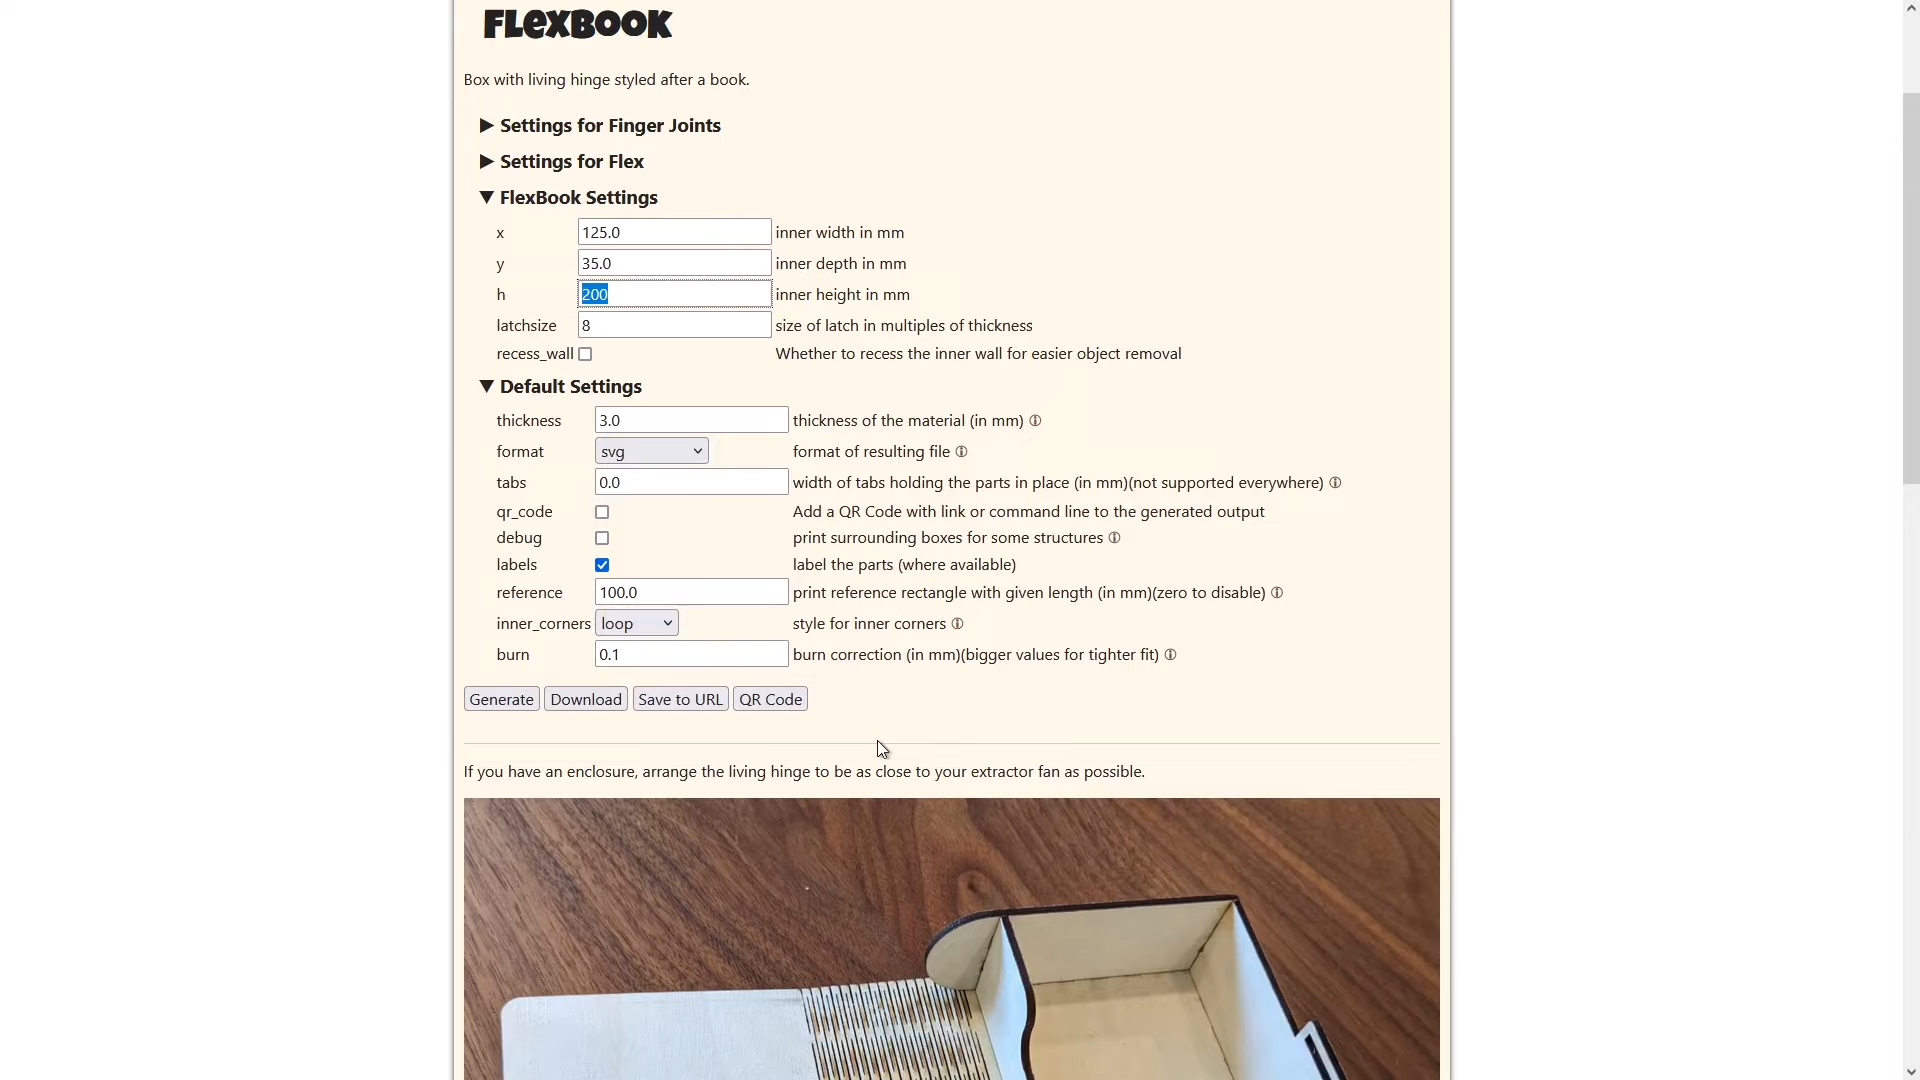 FLexBooK
Box with living hinge styled after a book.
▶ Settings for Finger Joints
▶ Settings for Flex
▼ FlexBook Settings
x 125.0 inner width in mm
y 35.0 inner depth in mm
h 200 inner height in mm
latchsize 8 size of latch in multiples of thickness
recess_wall Whether to recess the inner wall for easier object removal
▼ Default Settings
thickness 3.0 thickness of the material (in mm) ⓘ
format svg format of resulting file ⓘ
tabs 0.0 width of tabs holding the parts in place (in mm)(not supported everywhere) ⓘ
qr_code Add a QR Code with link or command line to the generated output
debug print surrounding boxes for some structures ⓘ
labels label the parts (where available)
reference 100.0 print reference rectangle with given length (in mm)(zero to disable) ⓘ
inner_corners loop style for inner corners ⓘ
burn 0.1 burn correction (in mm)(bigger values for tighter fit) ⓘ
Generate Download Save to URL QR Code
If you have an enclosure, arrange the living hinge to be as close to your extractor fan as possible.